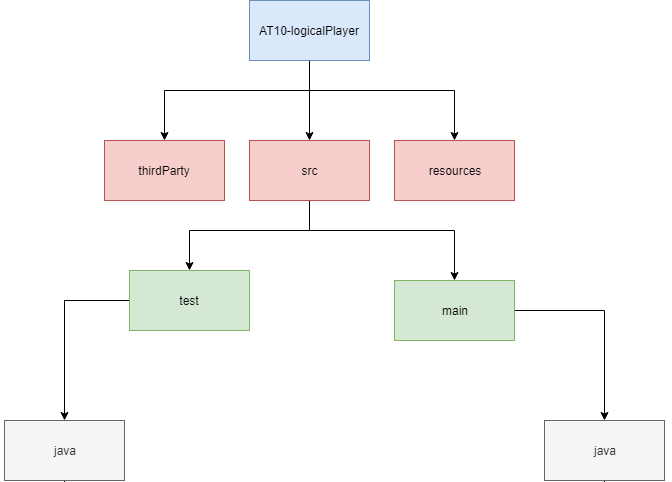 AT10-logicalPlayer
thirdParty
src
resources
test
main
java
java